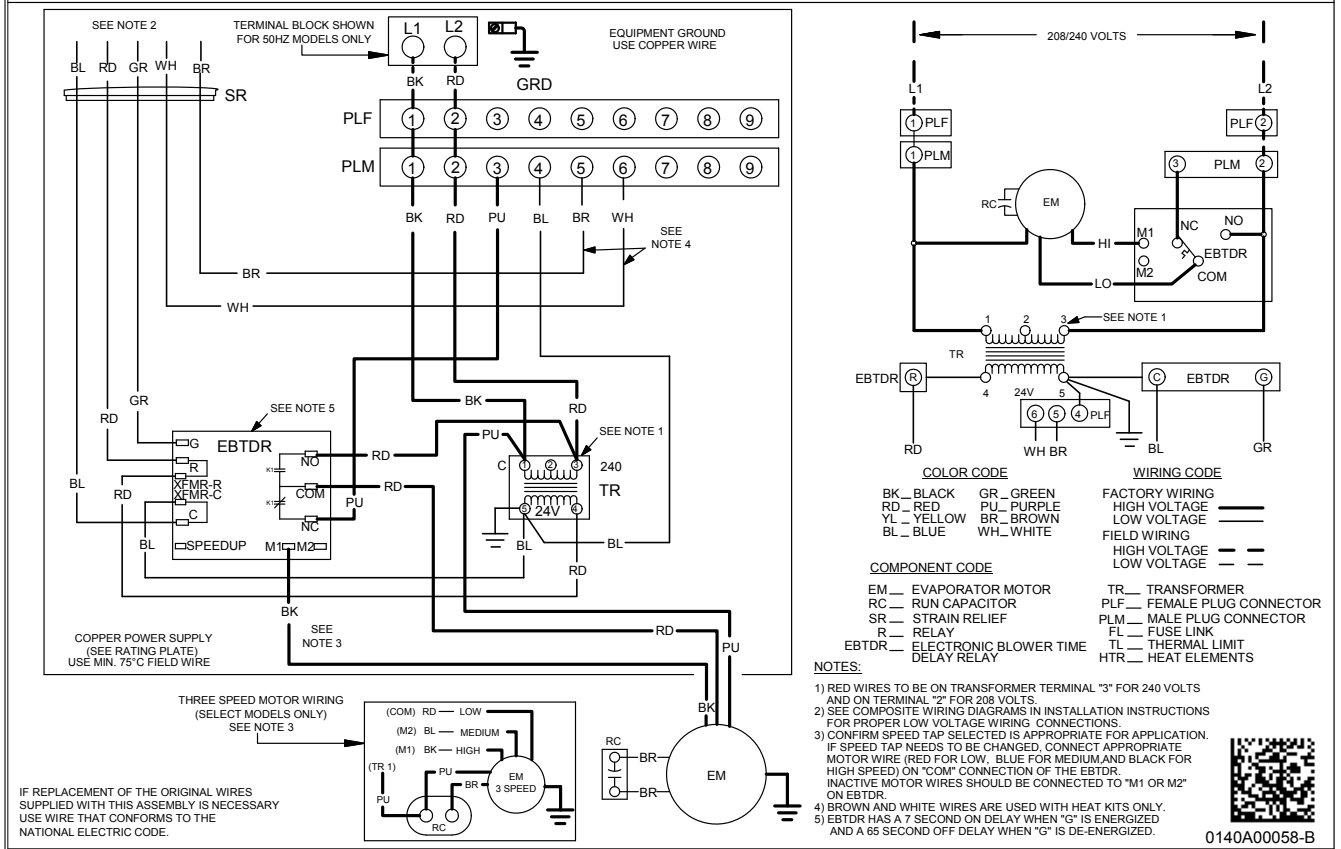 SEE NOTE 2
TERMINAL BLOCK SHOWN
FOR 50HZ MODELS ONLY
L1 L2
EQUIPMENT GROUND
USE COPPER WIRE
GRD
BL RD GR WH BR
SR
BK RD
PLF 1 2 3 4 5 6 7 8 9
PLM 1 2 3 4 5 6 7 8 9
BK RD PU BL BR WH
SEE
NOTE 4
BR
WH
GR
RD
BL
RD
BL
SEE NOTE 5
EBTDR
G
R
XFMR-R
XFMR-C
C
SPEEDUP
M1 M2
K1
K1
NO
COM
NC
RD
RD
PU
BK
PU
RD
SEE NOTE 1
C 1 2 3 240
TR
24V
5 4
BL
BL
RD
BK
SEE
NOTE 3
RD
PU
BK
COPPER POWER SUPPLY
(SEE RATING PLATE)
USE MIN. 75°C FIELD WIRE
THREE SPEED MOTOR WIRING
(SELECT MODELS ONLY)
SEE NOTE 3
(COM) RD LOW
(M2) BL MEDIUM
(M1) BK HIGH
(TR 1)
PU
PU
BR
EM
3 SPEED
RC
RC
BR
BR
EM
IF REPLACEMENT OF THE ORIGINAL WIRES
SUPPLIED WITH THIS ASSEMBLY IS NECESSARY
USE WIRE THAT CONFORMS TO THE
NATIONAL ELECTRIC CODE.
208/240 VOLTS
L1
L2
1 PLF
PLF 2
1 PLM
3 PLM 2
RC
EM
HI
LO
M1
M2
NC
NO
EBTDR
COM
1 2 3
SEE NOTE 1
TR
4 24V 5
EBTDR R
C EBTDR G
6 5 4 PLF
RD
WH BR
BL
GR
COLOR CODE
BK BLACK GR GREEN
RD RED PU PURPLE
YL YELLOW BR BROWN
BL BLUE WH WHITE
WIRING CODE
FACTORY WIRING
HIGH VOLTAGE
LOW VOLTAGE
FIELD WIRING
HIGH VOLTAGE
LOW VOLTAGE
COMPONENT CODE
EM EVAPORATOR MOTOR
RC RUN CAPACITOR
SR STRAIN RELIEF
R RELAY
EBTDR ELECTRONIC BLOWER TIME
DELAY RELAY
TR TRANSFORMER
PLF FEMALE PLUG CONNECTOR
PLM MALE PLUG CONNECTOR
FL FUSE LINK
TL THERMAL LIMIT
HTR HEAT ELEMENTS
NOTES:
1) RED WIRES TO BE ON TRANSFORMER TERMINAL "3" FOR 240 VOLTS
AND ON TERMINAL "2" FOR 208 VOLTS.
2) SEE COMPOSITE WIRING DIAGRAMS IN INSTALLATION INSTRUCTIONS
FOR PROPER LOW VOLTAGE WIRING CONNECTIONS.
3) CONFIRM SPEED TAP SELECTED IS APPROPRIATE FOR APPLICATION.
IF SPEED TAP NEEDS TO BE CHANGED, CONNECT APPROPRIATE
MOTOR WIRE (RED FOR LOW, BLUE FOR MEDIUM,AND BLACK FOR
HIGH SPEED) ON "COM" CONNECTION OF THE EBTDR.
INACTIVE MOTOR WIRES SHOULD BE CONNECTED TO "M1 OR M2"
ON EBTDR.
4) BROWN AND WHITE WIRES ARE USED WITH HEAT KITS ONLY.
5) EBTDR HAS A 7 SECOND ON DELAY WHEN "G" IS ENERGIZED
AND A 65 SECOND OFF DELAY WHEN "G" IS DE-ENERGIZED.
0140A00058-B